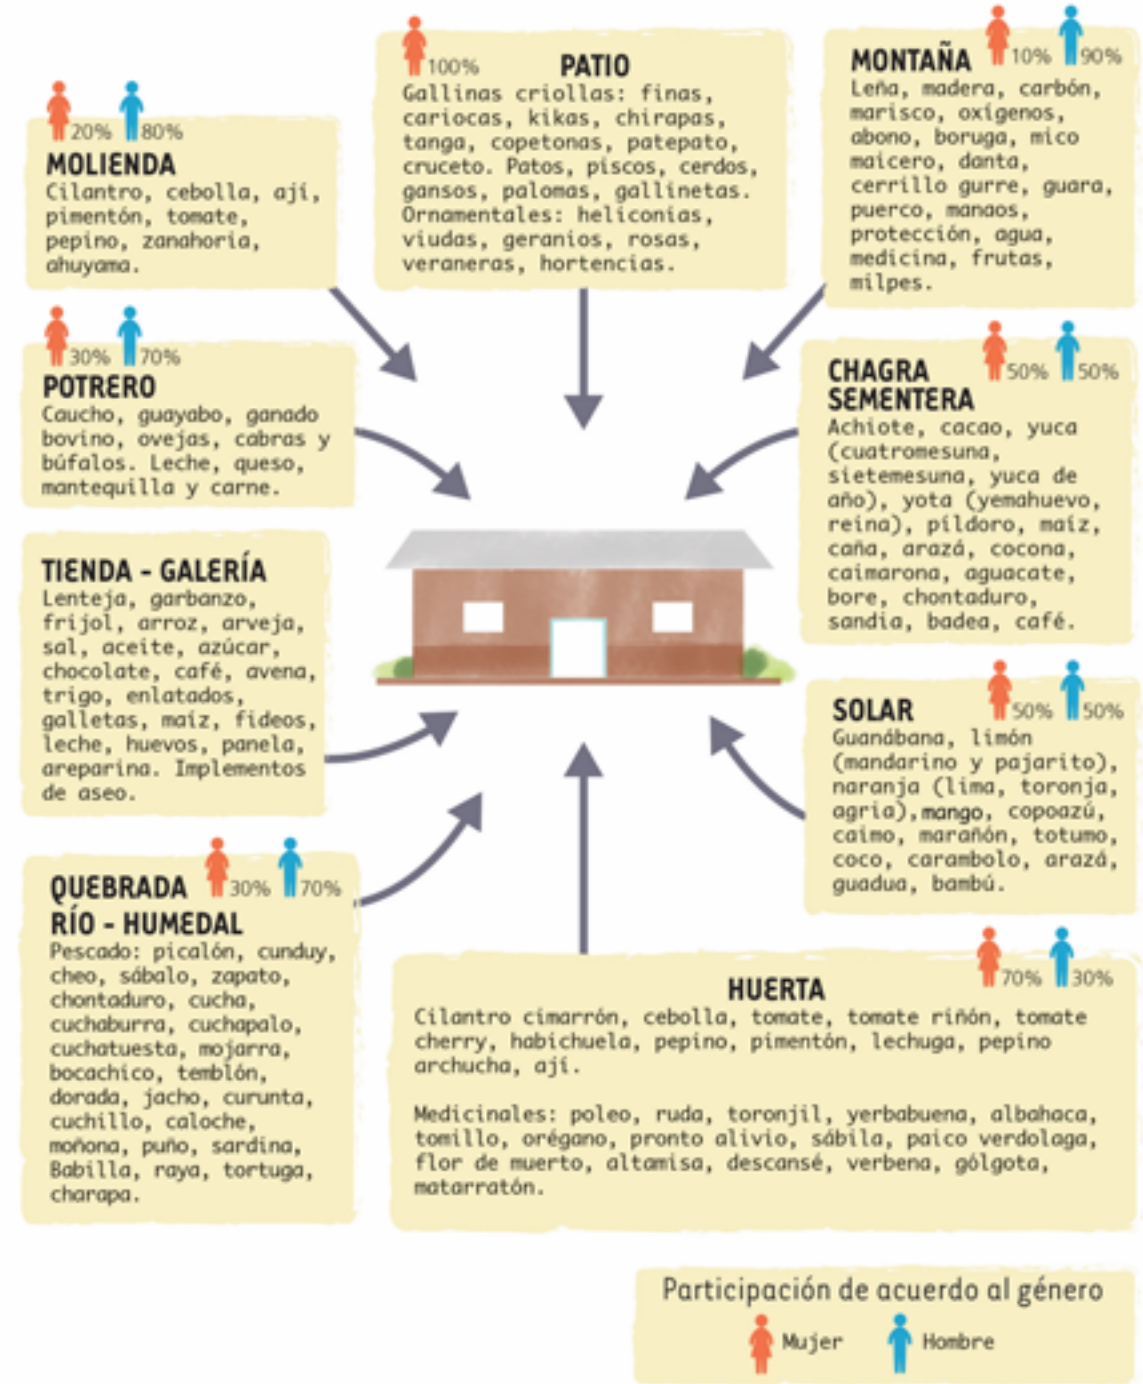 100%
PATIO
Gallinas criollas: finas,
cariocas, kikas, chirapas,
tanga, copetonas, patepato,
cruceto. Patos, piscos, cerdos,
gansos, palomas, gallinetas.
Ornamentales: heliconias,
viudas, geranios, rosas,
veraneras, hortencias.
10% 90%
MONTAÑA
Leña, madera, carbón,
marisco, oxígenos,
abono, boruga, mico
maicero, danta,
cerrillo gurre, guara,
puerco, manaos,
protección, agua,
medicina, frutas,
milpes.
20% 80%
MOLIENDA
Cilantro, cebolla, ají,
pimentón, tomate,
pepino, zanahoria,
ahuyama.
30% 70%
POTRERO
Caucho, guayabo, ganado
bovino, ovejas, cabras y
búfalos. Leche, queso,
mantequilla y carne.
50% 50%
CHAGRA
SEMENTERA
Achiote, cacao, yuca
(cuatromesuna,
sietemesuna, yuca de
año), yota (yemahuevo,
reina), píldoro, maíz,
caña, arazá, cocona,
caimarona, aguacate,
bore, chontaduro,
sandía, badea, café.
TIENDA - GALERÍA
Lenteja, garbanzo,
frijol, arroz, arveja,
sal, aceite, azúcar,
chocolate, café, avena,
trigo, enlatados,
galletas, maíz, fideos,
leche, huevos, panela,
areparina. Implementos
de aseo.
50% 50%
SOLAR
Guanábana, limón
(mandarino y pajarito),
naranja (lima, toronja,
agria), mango, copoazú,
caimo, marañón, totumo,
coco, carambolo, arazá,
guadua, bambú.
30% 70%
QUEBRADA
RÍO - HUMEDAL
Pescado: picalón, cunduy,
cheo, sábalo, zapato,
chontaduro, cucha,
cuchaburra, cuchapalo,
cuchatuesta, mojarra,
bocachico, temblón,
dorada, jacho, curunta,
cuchillo, caloche,
moñona, puño, sardina,
Babilla, raya, tortuga,
charapa.
70% 30%
HUERTA
Cilantro cimarrón, cebolla, tomate, tomate riñón, tomate
cherry, habichuela, pepino, pimentón, lechuga, pepino
archucha, ají.
Medicinales: poleo, ruda, toronjil, yerbabuena, albahaca,
tomillo, orégano, pronto alivio, sábila, paico verdolaga,
flor de muerto, altamisa, descansé, verbena, gólgota,
matarratón.
Participación de acuerdo al género
Mujer Hombre